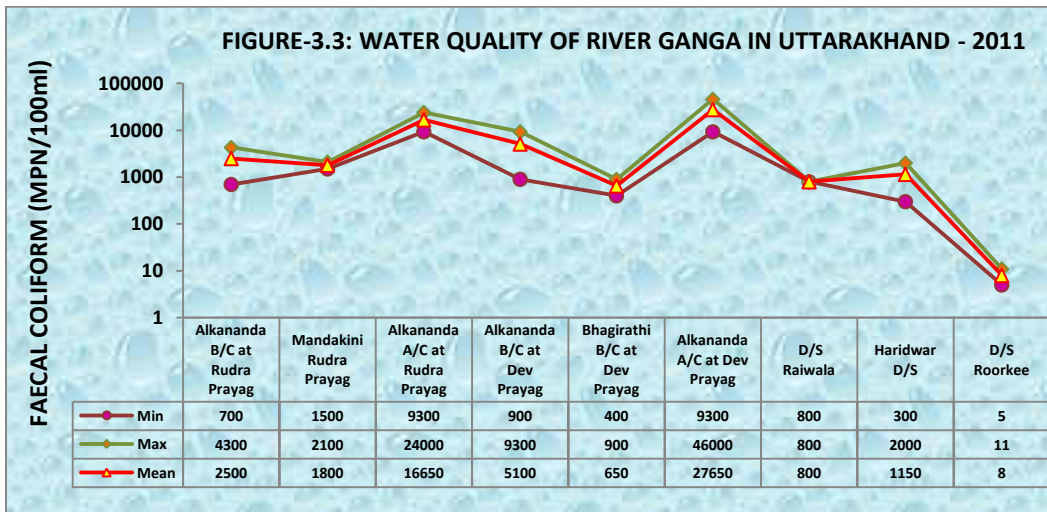 FIGURE-3.3: WATER QUALITY OF RIVER GANGA IN UTTARAKHAND - 2011
FAECAL COLIFORM (MPN/100ml)
100000
10000
1000
100
10
1
Alkananda B/C at Rudra Prayag
Mandakini Rudra Prayag
Alkananda A/C at Rudra Prayag
Alkananda B/C at Dev Prayag
Bhagirathi B/C at Dev Prayag
Alkananda A/C at Dev Prayag
D/S Raiwala
Haridwar D/S
D/S Roorkee
Min 700 1500 9300 900 400 9300 800 300 5
Max 4300 2100 24000 9300 900 46000 800 2000 11
Mean 2500 1800 16650 5100 650 27650 800 1150 8